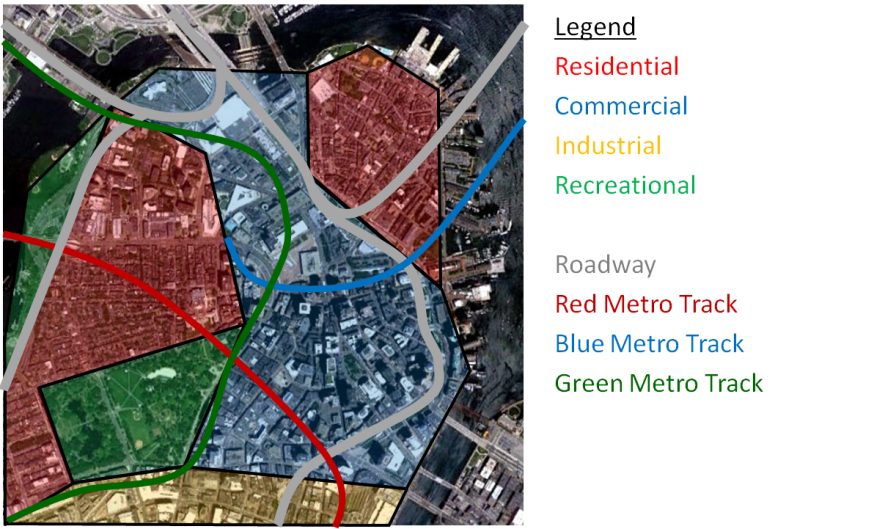 Legend
Residential
Commercial
Industrial
Recreational
Roadway
Red Metro Track
Blue Metro Track
Green Metro Track